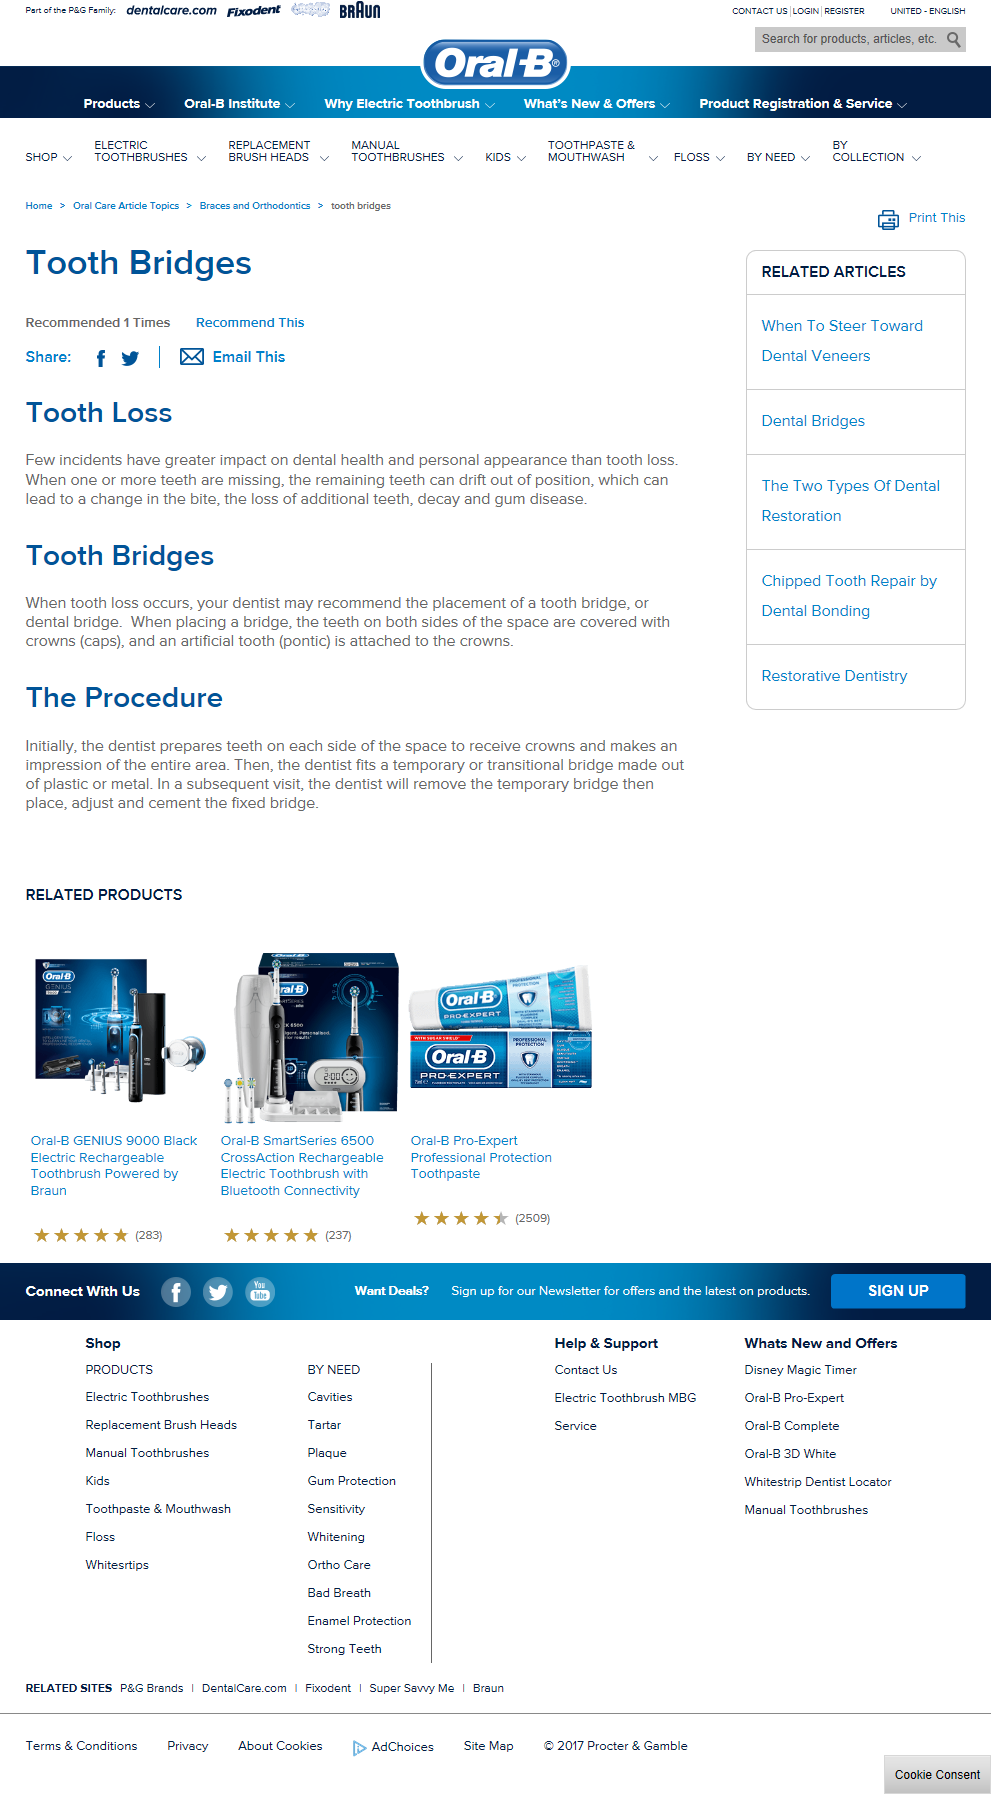 Part of the P&G Family:
dentalcare.com
Fixodent
BRAUN
CONTACT US | LOGIN | REGISTER
UNITED - ENGLISH
Search for products, articles, etc.
Oral-B®
Products
Oral-B Institute
Why Electric Toothbrush
What's New & Offers
Product Registration & Service
SHOP
ELECTRIC
TOOTHBRUSHES
REPLACEMENT
BRUSH HEADS
MANUAL
TOOTHBRUSHES
KIDS
TOOTHPASTE &
MOUTHWASH
FLOSS
BY NEED
BY
COLLECTION
Home > Oral Care Article Topics > Braces and Orthodontics > tooth bridges
Print This
Tooth Bridges
Recommended 1 Times
Recommend This
Share:
Email This
Tooth Loss
Few incidents have greater impact on dental health and personal appearance than tooth loss.
When one or more teeth are missing, the remaining teeth can drift out of position, which can
lead to a change in the bite, the loss of additional teeth, decay and gum disease.
Tooth Bridges
When tooth loss occurs, your dentist may recommend the placement of a tooth bridge, or
dental bridge.  When placing a bridge, the teeth on both sides of the space are covered with
crowns (caps), and an artificial tooth (pontic) is attached to the crowns.
The Procedure
Initially, the dentist prepares teeth on each side of the space to receive crowns and makes an
impression of the entire area. Then, the dentist fits a temporary or transitional bridge made out
of plastic or metal. In a subsequent visit, the dentist will remove the temporary bridge then
place, adjust and cement the fixed bridge.
RELATED ARTICLES
When To Steer Toward
Dental Veneers
Dental Bridges
The Two Types Of Dental
Restoration
Chipped Tooth Repair by
Dental Bonding
Restorative Dentistry
RELATED PRODUCTS
Oral-B
GENIUS
6500
2:00
Oral-B
PRO-EXPERT
PROFESSIONAL
PROTECTION
Oral-B
PRO-EXPERT
PROFESSIONAL
PROTECTION
Oral-B GENIUS 9000 Black
Electric Rechargeable
Toothbrush Powered by
Braun
(283)
Oral-B SmartSeries 6500
CrossAction Rechargeable
Electric Toothbrush with
Bluetooth Connectivity
(237)
Oral-B Pro-Expert
Professional Protection
Toothpaste
(2509)
Connect With Us
You
Tube
Want Deals?
Sign up for our Newsletter for offers and the latest on products.
SIGN UP
Shop
PRODUCTS
Electric Toothbrushes
Replacement Brush Heads
Manual Toothbrushes
Kids
Toothpaste & Mouthwash
Floss
Whitesrtips
BY NEED
Cavities
Tartar
Plaque
Gum Protection
Sensitivity
Whitening
Ortho Care
Bad Breath
Enamel Protection
Strong Teeth
Help & Support
Contact Us
Electric Toothbrush MBG
Service
Whats New and Offers
Disney Magic Timer
Oral-B Pro-Expert
Oral-B Complete
Oral-B 3D White
Whitestrip Dentist Locator
Manual Toothbrushes
RELATED SITES P&G Brands | DentalCare.com | Fixodent | Super Savvy Me | Braun
Terms & Conditions
Privacy
About Cookies
AdChoices
Site Map
© 2017 Procter & Gamble
Cookie Consent